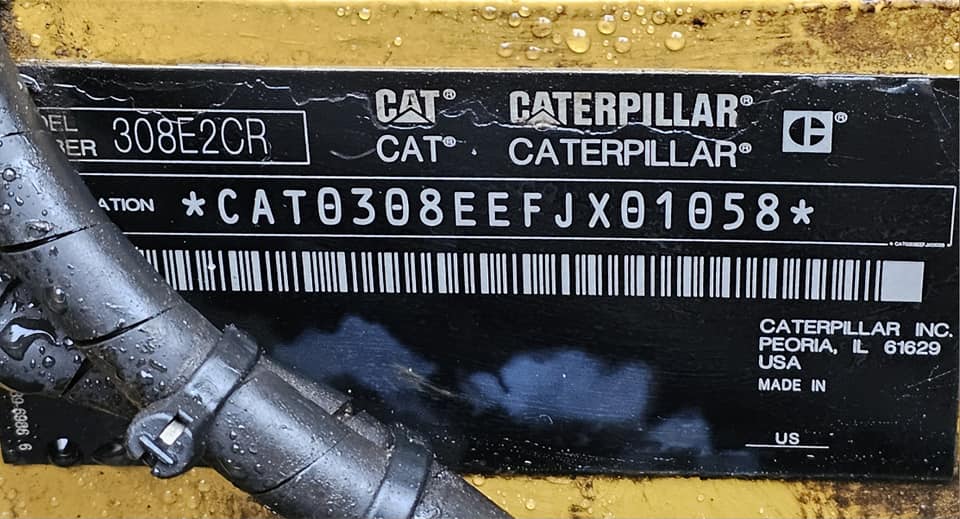 CAT® CATERPILLAR® C®
DEL
BER 308E2CR CAT® CATERPILLAR®
ATION *CAT0308EEFJX01058*
CATERPILLAR INC.
PEORIA, IL 61629
USA
MADE IN
US